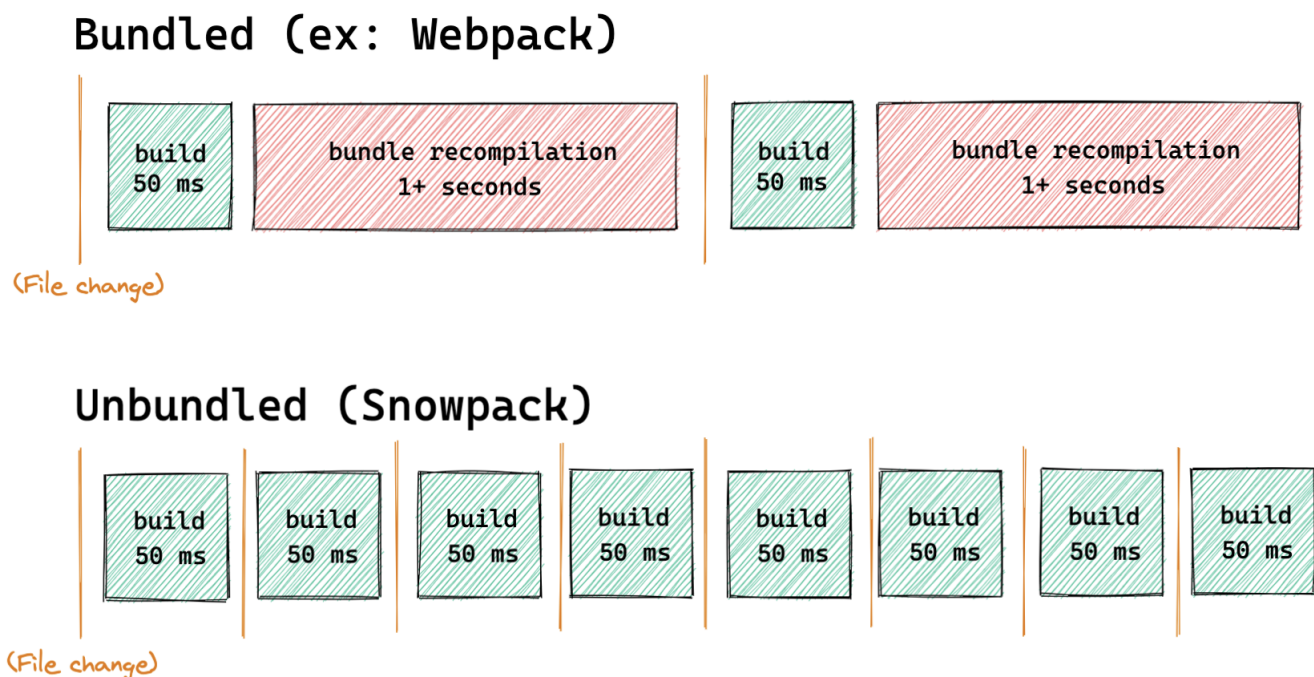 Bundled (ex: Webpack)
build
50 ms
bundle recompilation
1+ seconds
build
50 ms
bundle recompilation
1+ seconds
(File change)
Unbundled (Snowpack)
build
50 ms
build
50 ms
build
50 ms
build
50 ms
build
50 ms
build
50 ms
build
50 ms
build
50 ms
(File change)